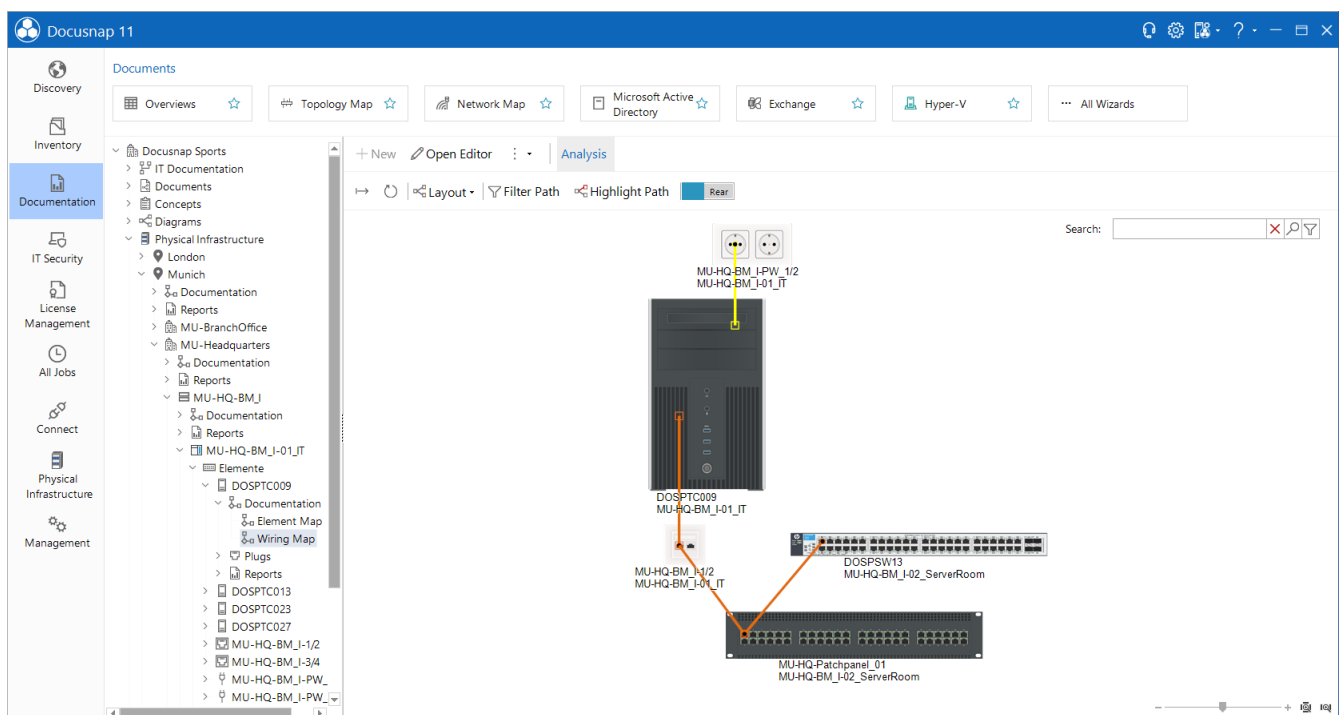 Docusnap 11
?
Discovery
Inventory
Documentation
IT Security
License
Management
All Jobs
Connect
Physical
Infrastructure
Management
Documents
Overviews
Topology Map
Network Map
Microsoft Active
Directory
Exchange
Hyper-V
All Wizards
Docusnap Sports
IT Documentation
Documents
Concepts
Diagrams
Physical Infrastructure
London
Munich
Documentation
Reports
MU-BranchOffice
MU-Headquarters
Documentation
Reports
MU-HQ-BM_I
Documentation
Reports
MU-HQ-BM_I-01_IT
Elemente
DOSPTC009
Documentation
Element Map
Wiring Map
Plugs
Reports
DOSPTC013
DOSPTC023
DOSPTC027
MU-HQ-BM_I-1/2
MU-HQ-BM_I-3/4
MU-HQ-BM_I-PW_
MU-HQ-BM_I-PW_
New
Open Editor
Analysis
Layout
Filter Path
Highlight Path
Rear
Search:
MU-HQ-BM_I-PW_1/2
MU-HQ-BM_I-01_IT
DOSPTC009
MU-HQ-BM_I-01_IT
MU-HQ-BM_I-1/2
MU-HQ-BM_I-01_IT
DOSPSW13
MU-HQ-BM_I-02_ServerRoom
MU-HQ-Patchpanel_01
MU-HQ-BM_I-02_ServerRoom